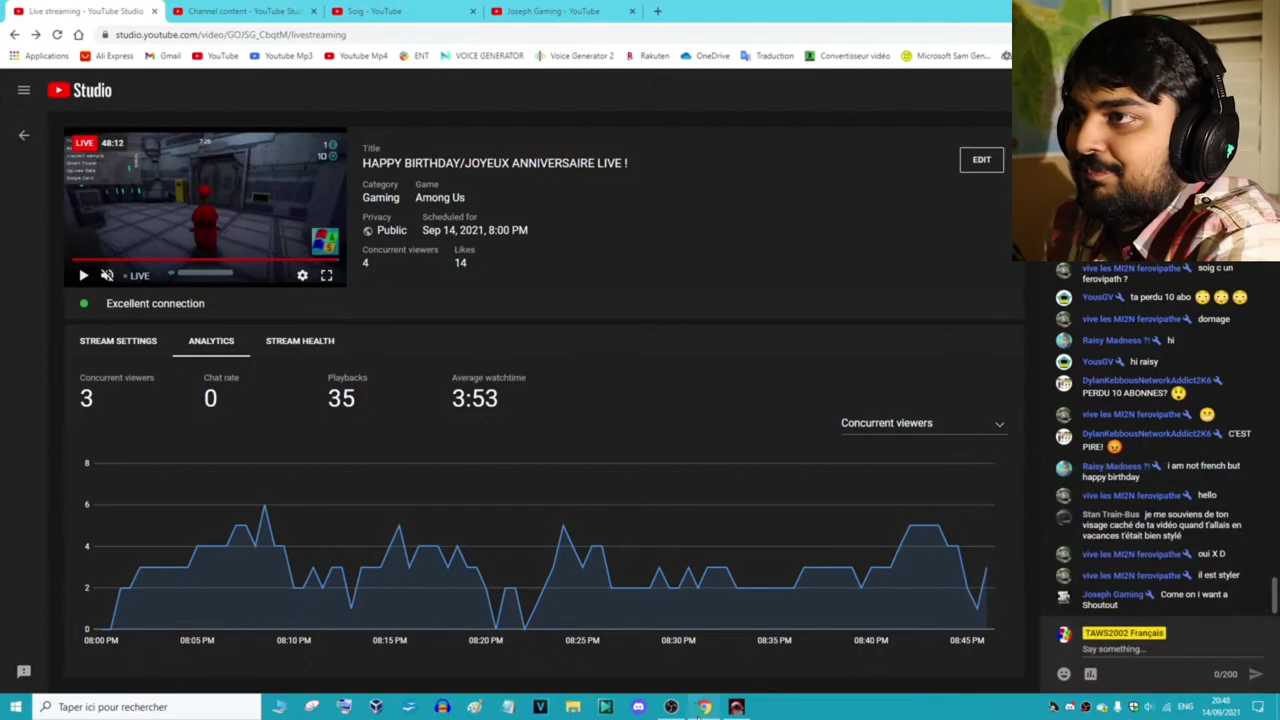 Live streaming - YouTube Studio
Channel content - YouTube Stu
Soig - YouTube
Joseph Gaming - YouTube
studio.youtube.com/video/GOJSG_CbqtM/livestreaming
Applications
Ali Express
Gmail
YouTube
Youtube Mp3
Youtube Mp4
ENT
VOICE GENERATOR
Voice Generator 2
Rakuten
OneDrive
Traduction
Convertisseur vidéo
Microsoft Sam Gen...
Studio
LIVE 48:12
LIVE
Title
HAPPY BIRTHDAY/JOYEUX ANNIVERSAIRE LIVE !
EDIT
Category Game
Gaming Among Us
Privacy Scheduled for
Public Sep 14, 2021, 8:00 PM
Concurrent viewers Likes
4 14
Excellent connection
STREAM SETTINGS ANALYTICS STREAM HEALTH
Concurrent viewers Chat rate Playbacks Average watchtime
3 0 35 3:53
Concurrent viewers
8
6
4
2
0
08:00 PM 08:05 PM 08:10 PM 08:15 PM 08:20 PM 08:25 PM 08:30 PM 08:35 PM 08:40 PM 08:45 PM
vive les MI2N ferovipathe soig c un
ferovipath ?
YousGV ta perdu 10 abo
vive les MI2N ferovipathe domage
Raisy Madness ?! hi
YousGV hi raisy
DylanKebbousNetworkAddict2K6
PERDU 10 ABONNES?
vive les MI2N ferovipathe
DylanKebbousNetworkAddict2K6 C'EST
PIRE!
Raisy Madness ?! i am not french but
happy birthday
vive les MI2N ferovipathe hello
Stan Train-Bus je me souviens de ton
visage caché de ta vidéo quand t'allais en
vacances t'était bien stylé
vive les MI2N ferovipathe oui X D
vive les MI2N ferovipathe il est styler
Joseph Gaming Come on I want a
Shoutout
TAWS2002 Français
Say something...
0/200
Taper ici pour rechercher
ENG
20:48
14/09/2021